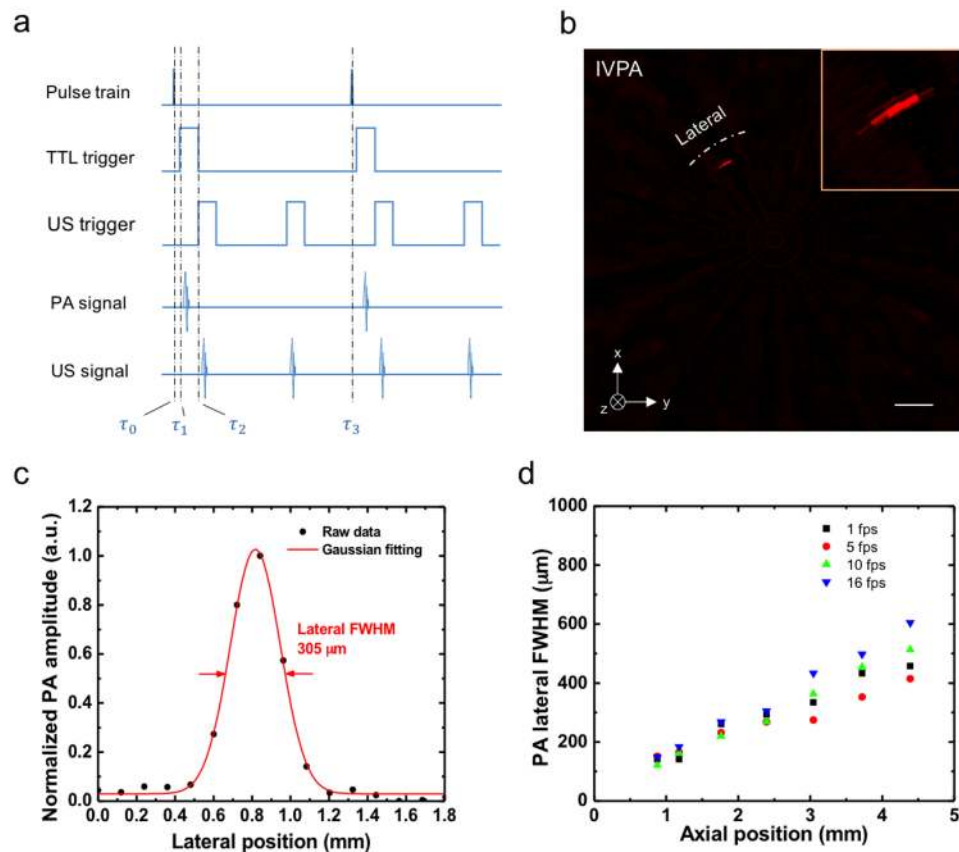 a
Pulse train
TTL trigger
US trigger
PA signal
US signal
τ₀ τ₁ τ₂ τ₃
b
IVPA
Lateral
x
z y
c
Normalized PA amplitude (a.u.)
1.2
1.0
0.8
0.6
0.4
0.2
0.0
Raw data
Gaussian fitting
Lateral FWHM
305 μm
0.0 0.2 0.4 0.6 0.8 1.0 1.2 1.4 1.6 1.8
Lateral position (mm)
d
PA lateral FWHM (μm)
1000
800
600
400
200
0
1 fps
5 fps
10 fps
16 fps
0 1 2 3 4 5
Axial position (mm)